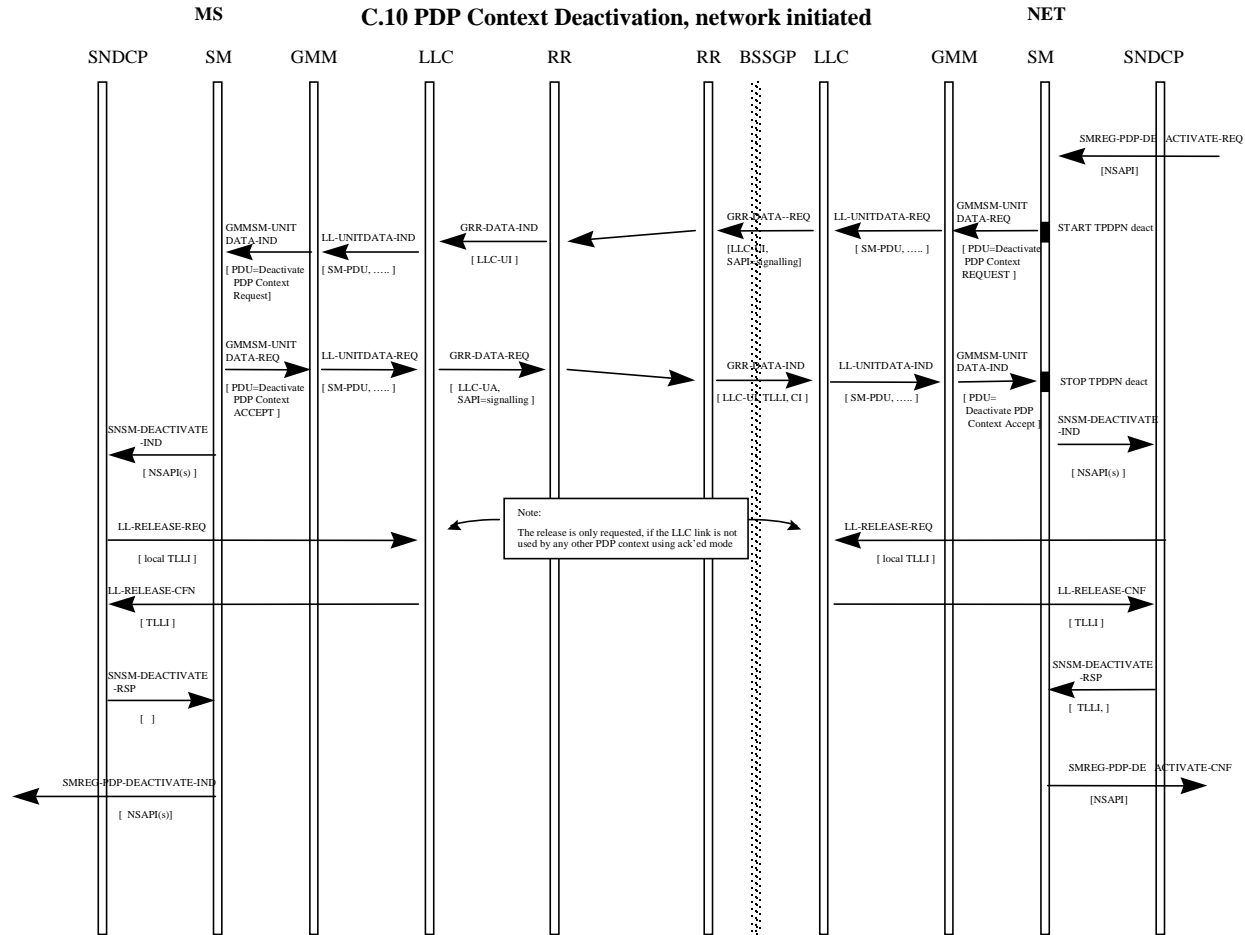 MS C.10 PDP Context Deactivation, network initiated NET
SNDCP SM GMM LLC RR RR BSSGP LLC GMM SM SNDCP
SMREG-PDP-DE ACTIVATE-REQ
[NSAPI]
GMMSM-UNIT
DATA-IND
LL-UNITDATA-IND
GRR-DATA-IND
GRR-DATA--REQ
LL-UNITDATA-REQ
GMMSM-UNIT
DATA-REQ
START TPDPN deact
[ PDU=Deactivate
PDP Context
Request]
[ SM-PDU, ..... ]
[ LLC-UI ]
[LLC-UI,
SAPI=signalling]
[ SM-PDU, ..... ]
[ PDU=Deactivate
PDP Context
REQUEST ]
GMMSM-UNIT
DATA-REQ
LL-UNITDATA-REQ
GRR-DATA-REQ
GRR-DATA-IND
LL-UNITDATA-IND
GMMSM-UNIT
DATA-IND
STOP TPDPN deact
[ PDU=Deactivate
PDP Context
ACCEPT ]
[ SM-PDU, ..... ]
[ LLC-UA,
SAPI=signalling ]
[ LLC-UI, TLLI, CI ]
[ SM-PDU, ..... ]
[ PDU=
Deactivate PDP
Context Accept ]
SNSM-DEACTIVATE
-IND
[ NSAPI(s) ]
SNSM-DEACTIVATE
-IND
[ NSAPI(s) ]
Note:
The release is only requested, if the LLC link is not
used by any other PDP context using ack'ed mode
LL-RELEASE-REQ
[ local TLLI ]
LL-RELEASE-REQ
[ local TLLI ]
LL-RELEASE-CFN
[ TLLI ]
LL-RELEASE-CNF
[ TLLI ]
SNSM-DEACTIVATE
-RSP
[ ]
SNSM-DEACTIVATE
-RSP
[ TLLI, ]
SMREG-PDP-DEACTIVATE-IND
[ NSAPI(s)]
SMREG-PDP-DE ACTIVATE-CNF
[NSAPI]